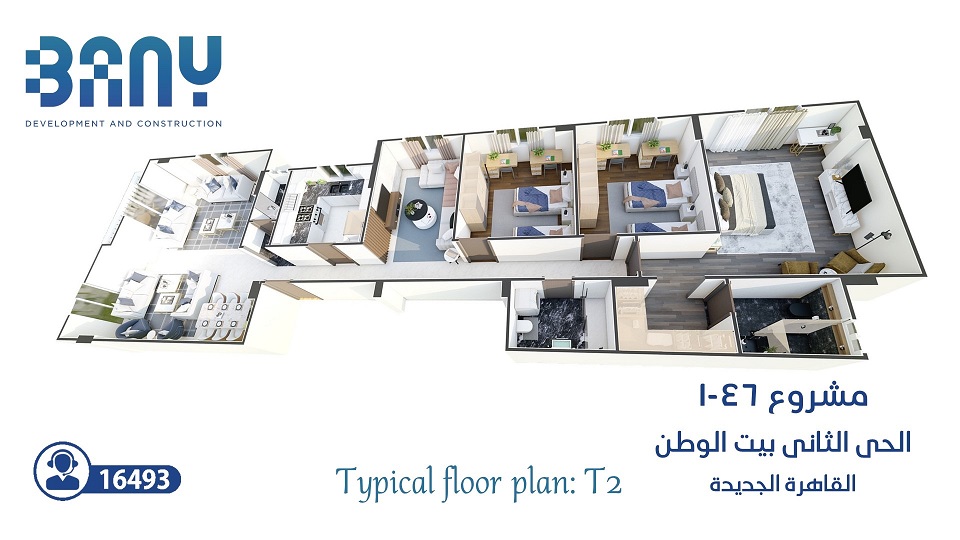 BANY
DEVELOPMENT AND CONSTRUCTION
مشروع ٤٦-١
الحى الثانى بيت الوطن
القاهرة الجديدة
Typical floor plan: T2
16493